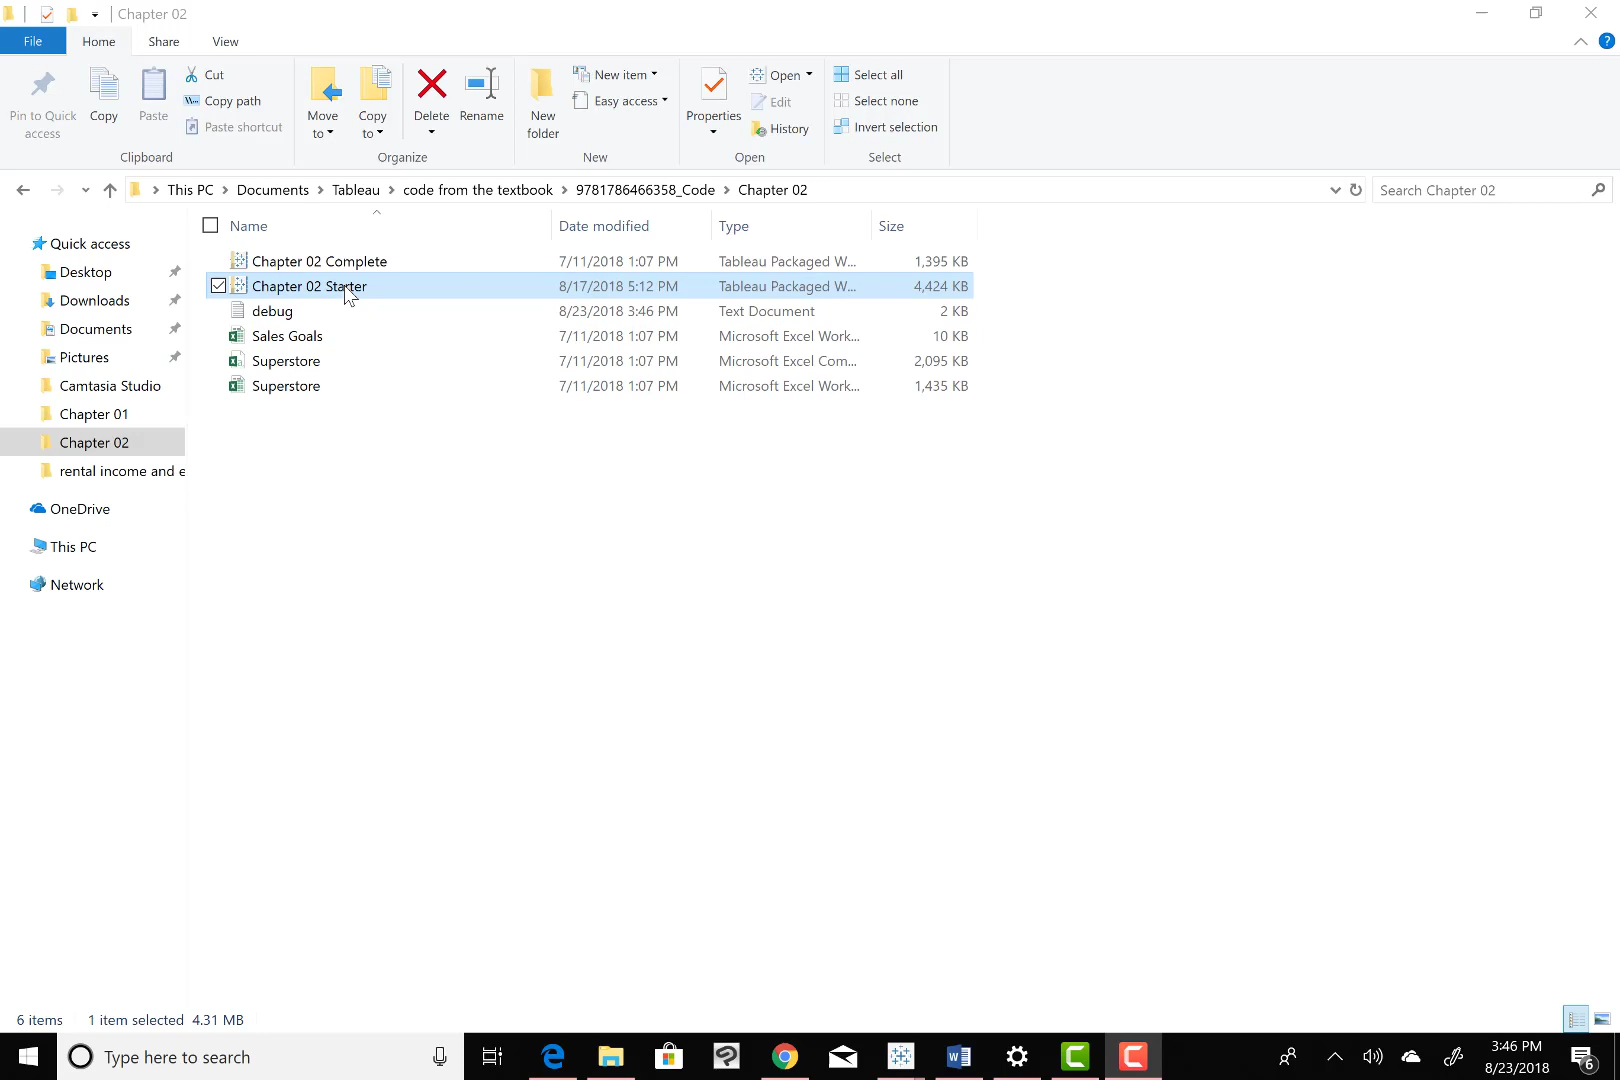 Chapter 02
File Home Share View
Pin to Quick access
Copy
Paste
Cut
Copy path
Paste shortcut
Clipboard
Move to
Copy to
Delete
Rename
Organize
New folder
New item
Easy access
New
Properties
Open
Edit
History
Open
Select all
Select none
Invert selection
Select
This PC > Documents > Tableau > code from the textbook > 9781786466358_Code > Chapter 02
Search Chapter 02
Name Date modified Type Size
Chapter 02 Complete 7/11/2018 1:07 PM Tableau Packaged W... 1,395 KB
Chapter 02 Starter 8/17/2018 5:12 PM Tableau Packaged W... 4,424 KB
debug 8/23/2018 3:46 PM Text Document 2 KB
Sales Goals 7/11/2018 1:07 PM Microsoft Excel Work... 10 KB
Superstore 7/11/2018 1:07 PM Microsoft Excel Com... 2,095 KB
Superstore 7/11/2018 1:07 PM Microsoft Excel Work... 1,435 KB
Quick access
Desktop
Downloads
Documents
Pictures
Camtasia Studio
Chapter 01
Chapter 02
rental income and e
OneDrive
This PC
Network
6 items 1 item selected 4.31 MB
Type here to search
3:46 PM
8/23/2018
6